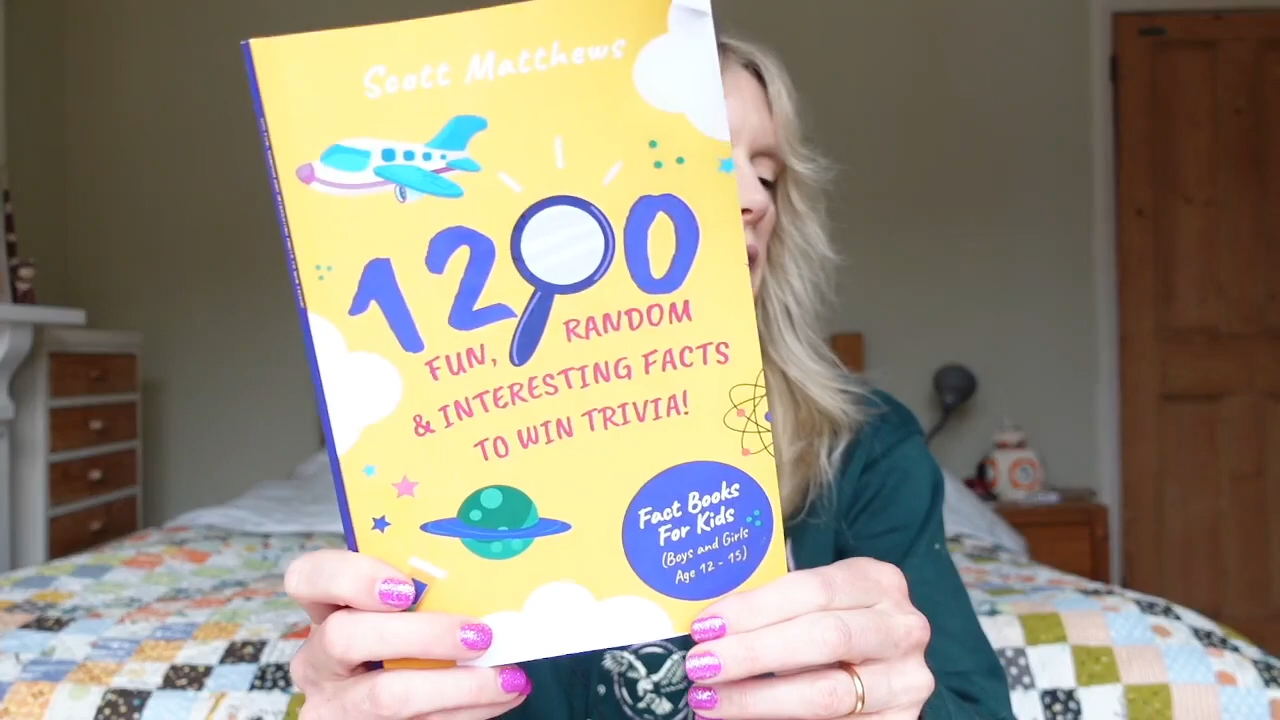 Scott Matthews
1200
FUN, RANDOM
& INTERESTING FACTS
TO WIN TRIVIA!
Fact Books
For Kids
(Boys and Girls
Age 12 - 15)